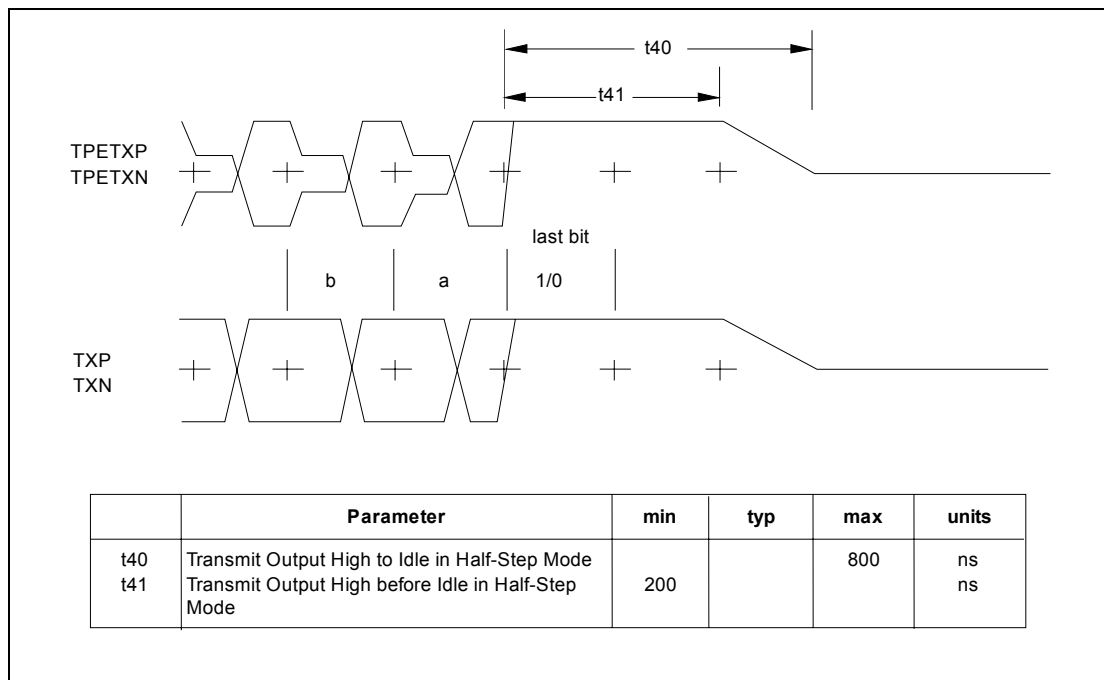 t40
t41
TPETXP
TPETXN
last bit
b
a
1/0
TXP
TXN
Parameter min typ max units
t40 Transmit Output High to Idle in Half-Step Mode 800 ns
t41 Transmit Output High before Idle in Half-Step 200 ns
Mode